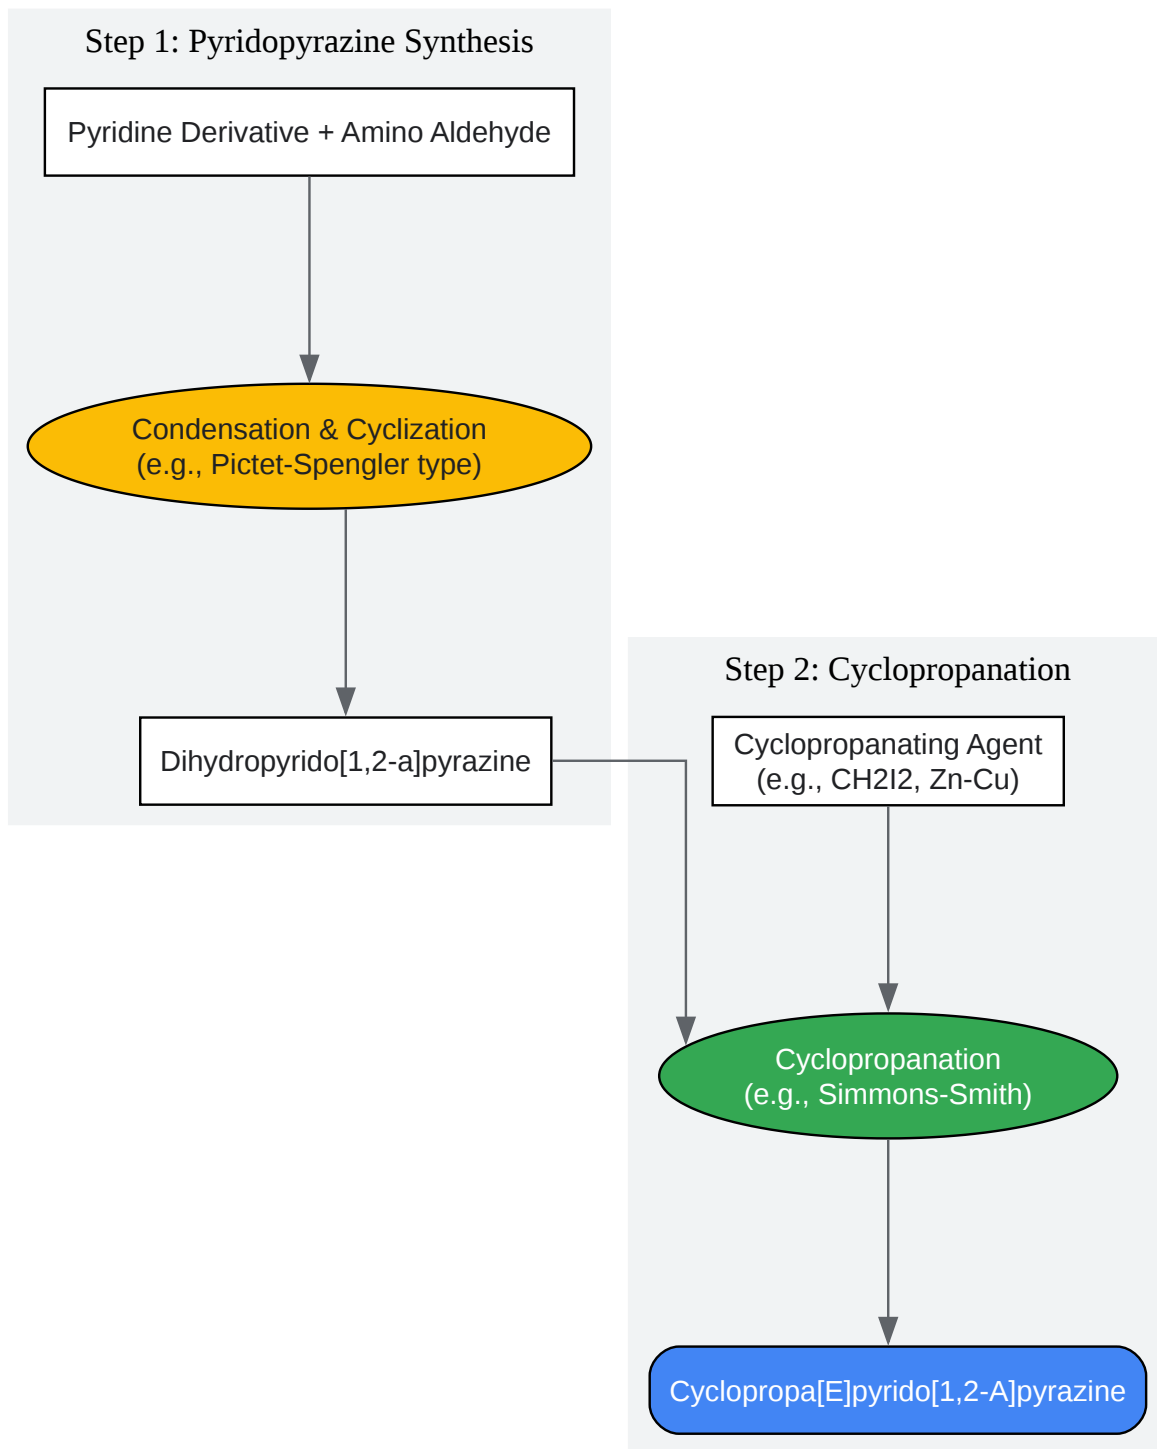 Step 1: Pyridopyrazine Synthesis
Pyridine Derivative + Amino Aldehyde
Condensation & Cyclization
(e.g., Pictet-Spengler type)
Dihydropyrido[1,2-a]pyrazine
Step 2: Cyclopropanation
Cyclopropanating Agent
(e.g., CH2I2, Zn-Cu)
Cyclopropanation
(e.g., Simmons-Smith)
Cyclopropa[E]pyrido[1,2-A]pyrazine